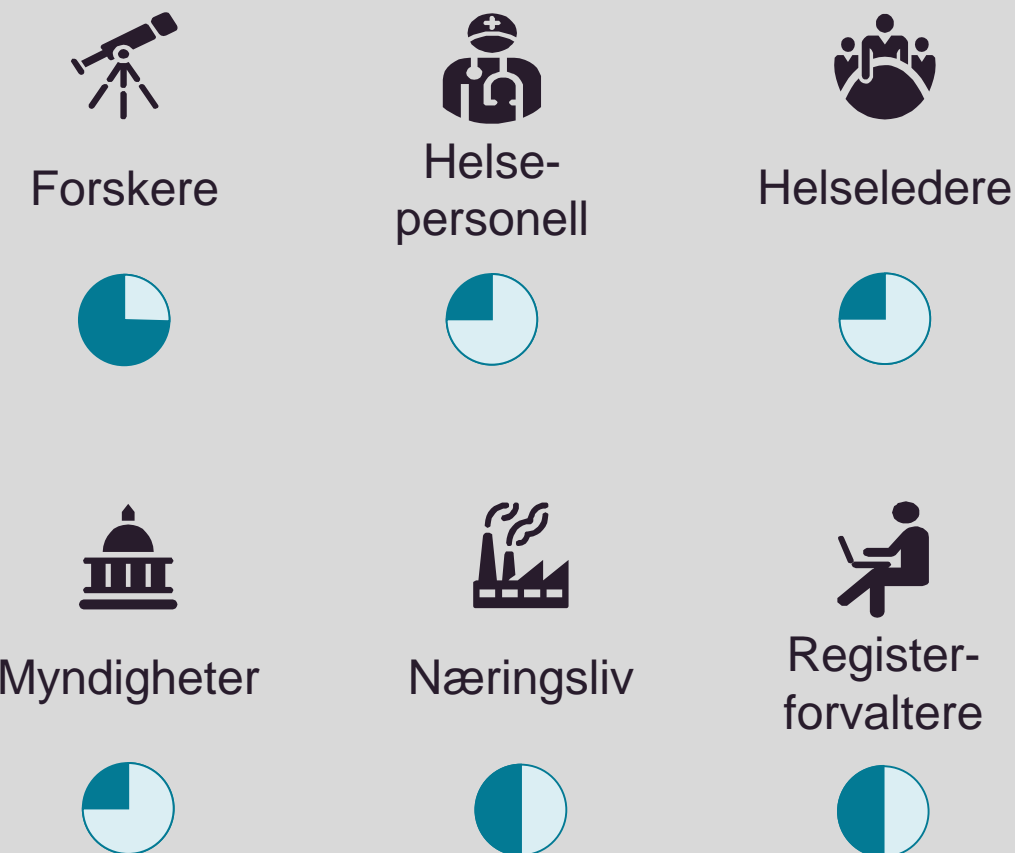 Forskere
Helse-
personell
Helseledere
Myndigheter
Næringsliv
Register-
forvaltere